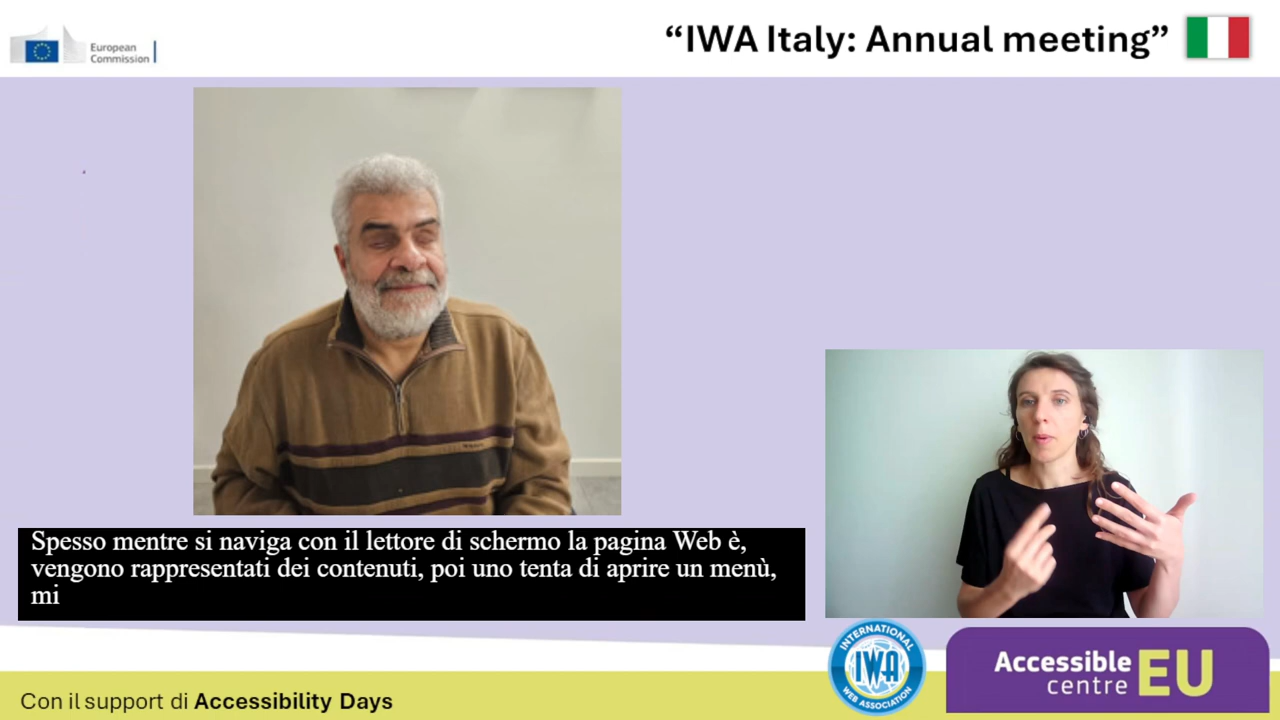 European
Commission
“IWA Italy: Annual meeting”
Spesso mentre si naviga con il lettore di schermo la pagina Web è,
vengono rappresentati dei contenuti, poi uno tenta di aprire un menù,
mi
INTERNATIONAL
IWA
WEB ASSOCIATION
Accessible
centre EU
Con il support di Accessibility Days